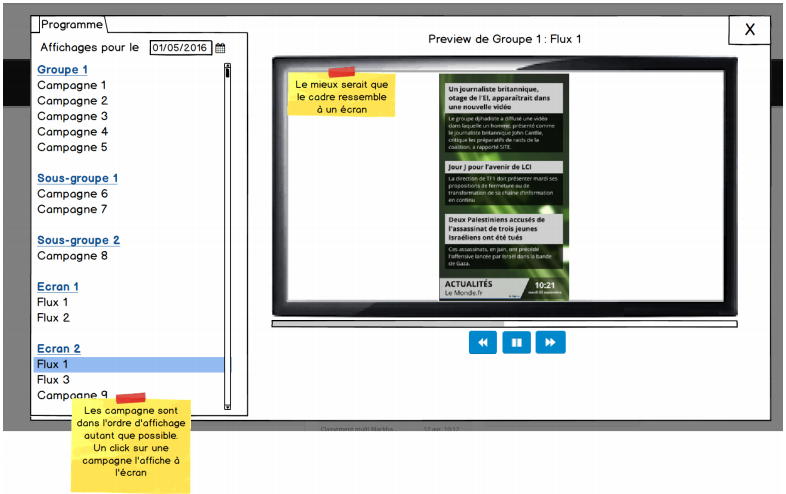 Programme
X
Affichages pour le 01/05/2016
Preview de Groupe 1 : Flux 1
Groupe 1
Campagne 1
Campagne 2
Campagne 3
Campagne 4
Campagne 5
Sous-groupe 1
Campagne 6
Campagne 7
Sous-groupe 2
Campagne 8
Ecran 1
Flux 1
Flux 2
Ecran 2
Flux 1
Flux 3
Campagne 9
Les campagne sont
dans l'ordre d'affichage
autant que possible.
Un click sur une
campagne l'affiche à
l'écran
Le mieux serait que
le cadre ressemble
à un écran
Un journaliste britannique,
otage de l'EI, apparaîtrait dans
une nouvelle vidéo
Le groupe djihadiste a diffusé une vidéo
dans laquelle un homme, présenté comme
le journaliste britannique John Cantlie,
critique les préparatifs de raids de la
coalition, a rapporté SITE.
Jour J pour l'avenir de LCI
La direction de TF1 doit présenter mardi ses
propositions de fermeture ou de
transformation de sa chaîne d'information
en continu
Deux Palestiniens accusés de
l'assassinat de trois jeunes
Israéliens ont été tués
Ces assassinats, en juin, ont précédé
l'offensive lancée par Israël dans la bande
de Gaza.
ACTUALITÉS
Le Monde.fr
10:21
mardi 23 septembre